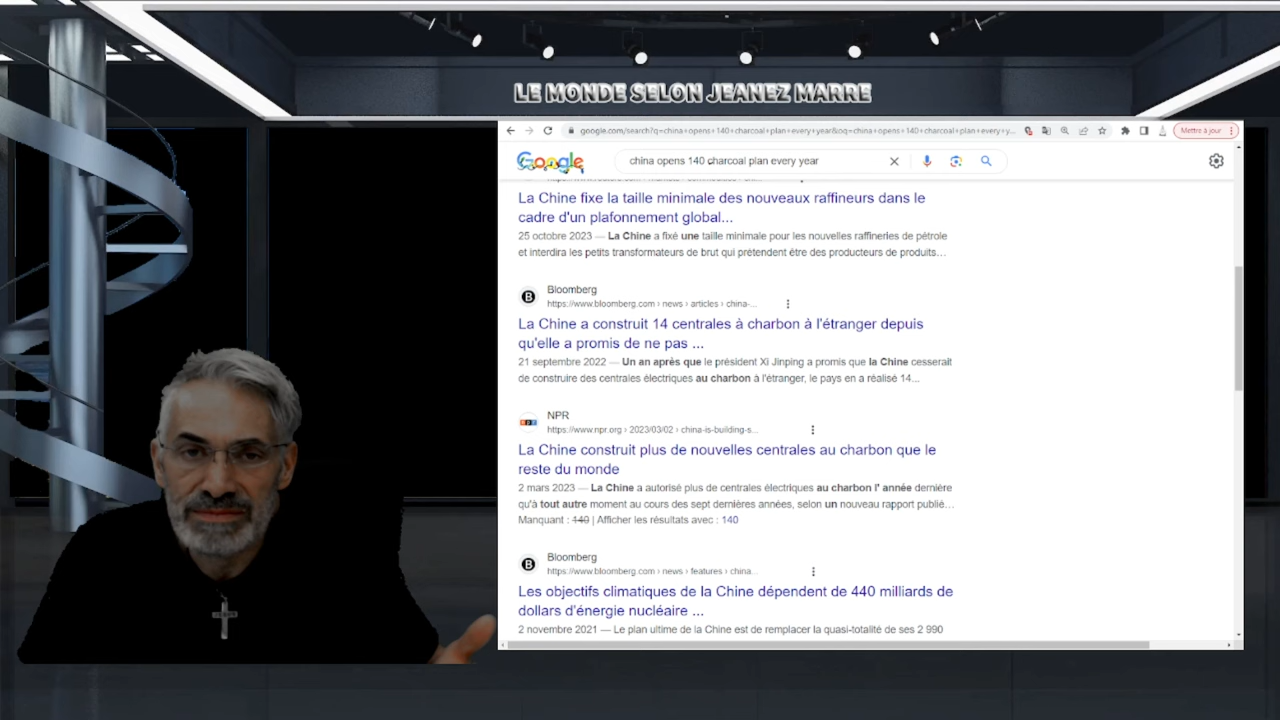 LE MONDE SELON JEANEZ MARRE
google.com/search?q=china+opens+140+charcoal+plan+every+year&oq=china+opens+140+charcoal+plan+every+y...
Mettre à jour
Google
china opens 140 charcoal plan every year
La Chine fixe la taille minimale des nouveaux raffineurs dans le
cadre d'un plafonnement global...
25 octobre 2023 — La Chine a fixé une taille minimale pour les nouvelles raffineries de pétrole
et interdira les petits transformateurs de brut qui prétendent être des producteurs de produits...
Bloomberg
https://www.bloomberg.com › news › articles › china-...
La Chine a construit 14 centrales à charbon à l'étranger depuis
qu'elle a promis de ne pas ...
21 septembre 2022 — Un an après que le président Xi Jinping a promis que la Chine cesserait
de construire des centrales électriques au charbon à l'étranger, le pays en a réalisé 14...
NPR
https://www.npr.org › 2023/03/02 › china-is-building-s...
La Chine construit plus de nouvelles centrales au charbon que le
reste du monde
2 mars 2023 — La Chine a autorisé plus de centrales électriques au charbon l' année dernière
qu'à tout autre moment au cours des sept dernières années, selon un nouveau rapport publié...
Manquant : 140 | Afficher les résultats avec : 140
Bloomberg
https://www.bloomberg.com › news › features › china...
Les objectifs climatiques de la Chine dépendent de 440 milliards de
dollars d'énergie nucléaire ...
2 novembre 2021 — Le plan ultime de la Chine est de remplacer la quasi-totalité de ses 2 990